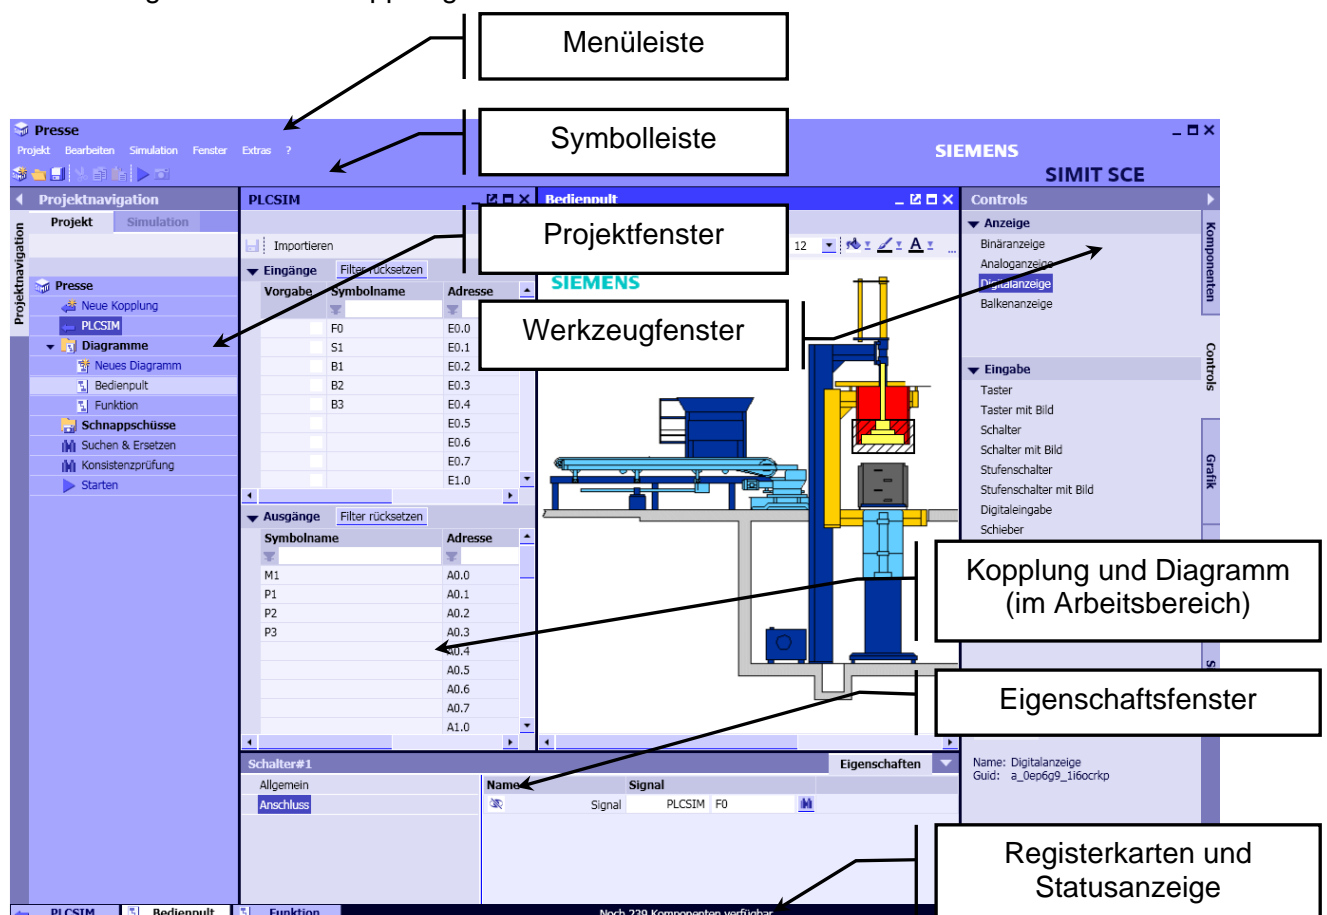 Menüleiste
Symbolleiste
Presse
Projekt Bearbeiten Simulation Fenster Extras ?
SIEMENS
SIMIT SCE
Projektnavigation
Projekt Simulation
Projektnavigation
Presse
Neue Kopplung
PLCSIM
Diagramme
Neues Diagramm
Bedienpult
Funktion
Schnappschüsse
Suchen & Ersetzen
Konsistenzprüfung
Starten
PLCSIM
Importieren
Eingänge Filter rücksetzen
Vorgabe Symbolname Adresse
F0 E0.0
S1 E0.1
B1 E0.2
B2 E0.3
B3 E0.4
E0.5
E0.6
E0.7
E1.0
Ausgänge Filter rücksetzen
Symbolname Adresse
M1 A0.0
P1 A0.1
P2 A0.2
P3 A0.3
A0.4
A0.5
A0.6
A0.7
A1.0
Bedienpult
12
A
...
SIEMENS
Projektfenster
Werkzeugfenster
Controls
Anzeige
Binäranzeige
Analoganzeige
Digitalanzeige
Balkenanzeige
Eingabe
Taster
Taster mit Bild
Schalter
Schalter mit Bild
Stufenschalter
Stufenschalter mit Bild
Digitaleingabe
Schieber
Komponenten
Controls
Grafik
Kopplung und Diagramm
(im Arbeitsbereich)
Eigenschaftsfenster
Name: Digitalanzeige
Guid: a_0ep6g9_1i6ocrkp
Schalter#1 Eigenschaften
Allgemein
Anschluss
Name Signal
Signal PLCSIM F0
Registerkarten und
Statusanzeige
PLCSIM Bedienpult Funktion Noch 239 Komponenten verfügbar